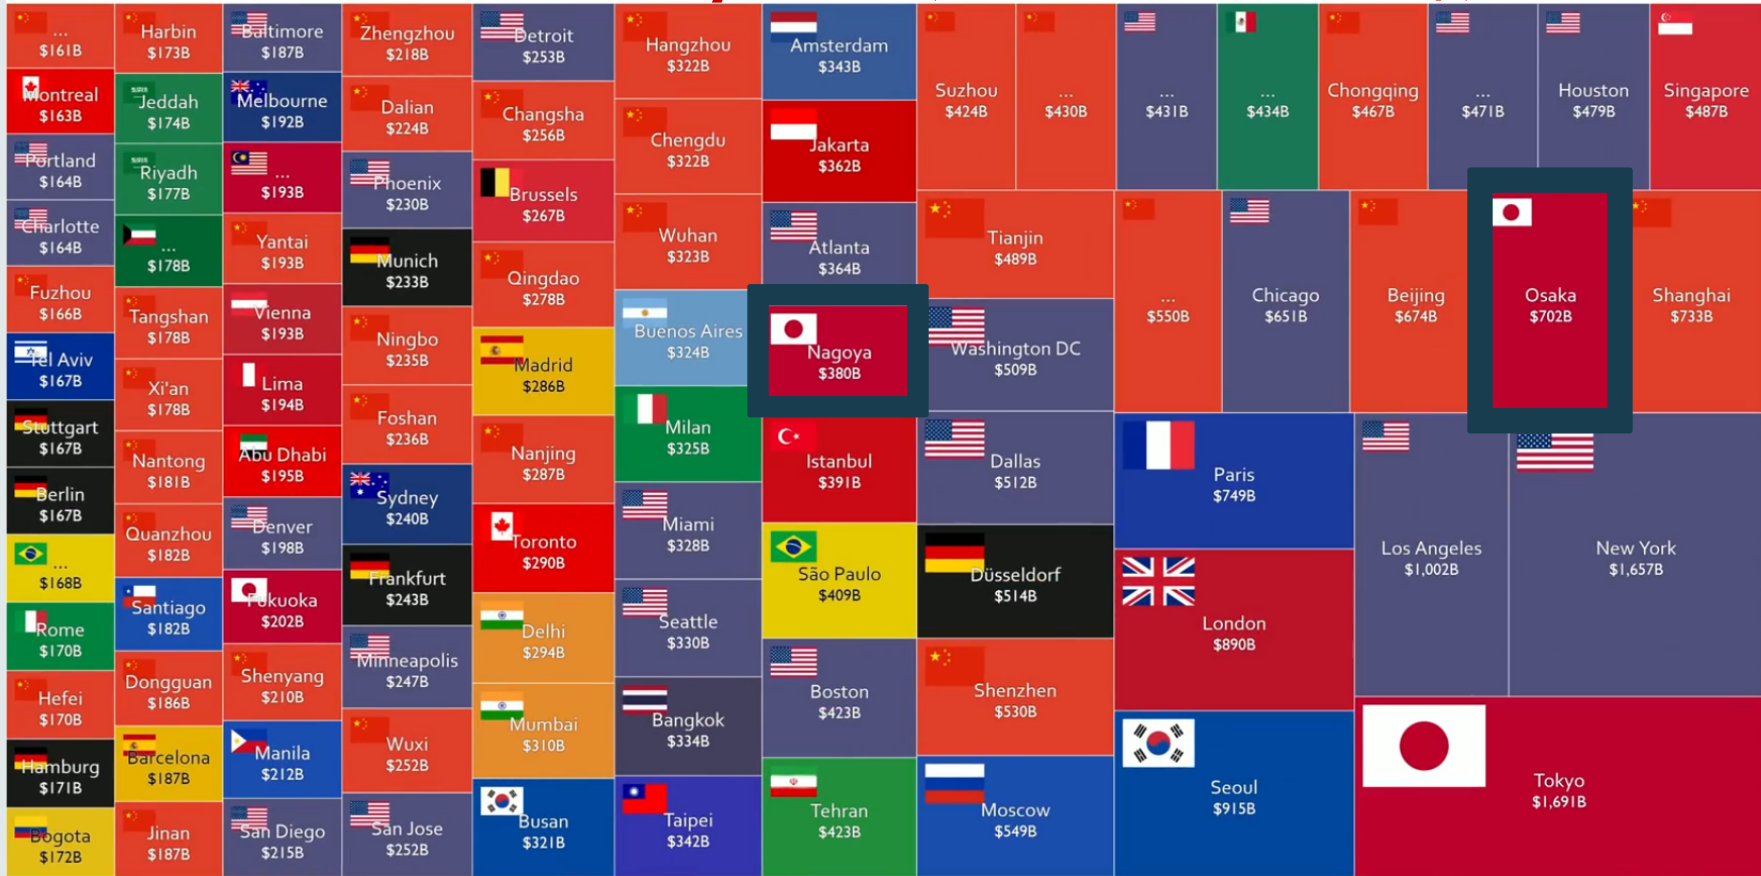 ...
$161B
Montreal
$163B
Portland
$164B
Charlotte
$164B
Fuzhou
$166B
Tel Aviv
$167B
Stuttgart
$167B
Berlin
$167B
...
$168B
Rome
$170B
Hefei
$170B
Hamburg
$171B
Bogota
$172B
Harbin
$173B
Jeddah
$174B
Riyadh
$177B
...
$178B
Tangshan
$178B
Xi'an
$178B
Nantong
$181B
Quanzhou
$182B
Santiago
$182B
Dongguan
$186B
Barcelona
$187B
Jinan
$187B
Baltimore
$187B
Melbourne
$192B
...
$193B
Yantai
$193B
Vienna
$193B
Lima
$194B
Abu Dhabi
$195B
Denver
$198B
Fukuoka
$202B
Shenyang
$210B
Manila
$212B
San Diego
$215B
Zhengzhou
$218B
Dalian
$224B
Phoenix
$230B
Munich
$233B
Ningbo
$235B
Foshan
$236B
Sydney
$240B
Frankfurt
$243B
Minneapolis
$247B
Wuxi
$252B
San Jose
$252B
Detroit
$253B
Changsha
$256B
Brussels
$267B
Qingdao
$278B
Madrid
$286B
Nanjing
$287B
Toronto
$290B
Delhi
$294B
Mumbai
$310B
Busan
$321B
Hangzhou
$322B
Chengdu
$322B
Wuhan
$323B
Buenos Aires
$324B
Milan
$325B
Miami
$328B
Seattle
$330B
Bangkok
$334B
Taipei
$342B
Amsterdam
$343B
Jakarta
$362B
Atlanta
$364B
Nagoya
$380B
Istanbul
$391B
São Paulo
$409B
Boston
$423B
Tehran
$423B
Suzhou
$424B
...
$430B
...
$431B
...
$434B
Chongqing
$467B
...
$471B
Houston
$479B
Singapore
$487B
Tianjin
$489B
Washington DC
$509B
Dallas
$512B
Düsseldorf
$514B
Shenzhen
$530B
Moscow
$549B
...
$550B
Chicago
$651B
Beijing
$674B
Osaka
$702B
Shanghai
$733B
Paris
$749B
London
$890B
Seoul
$915B
Los Angeles
$1,002B
New York
$1,657B
Tokyo
$1,691B